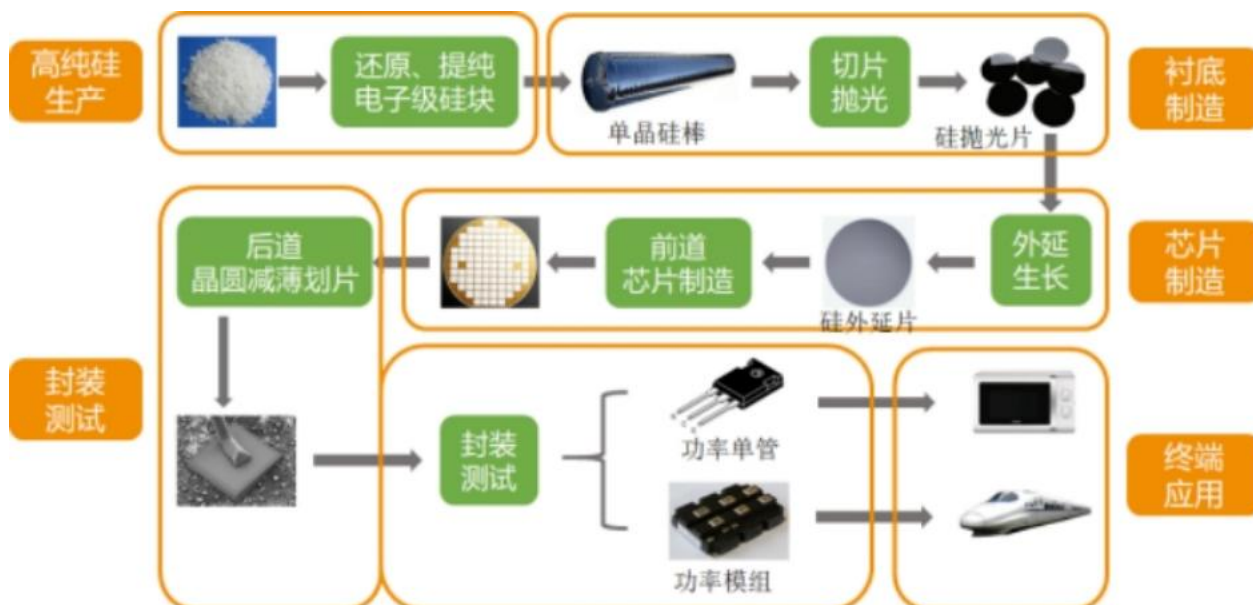 高纯硅
生产
还原、提纯
电子级硅块
单晶硅棒
切片
抛光
硅抛光片
衬底
制造
后道
晶圆减薄划片
前道
芯片制造
硅外延片
外延
生长
芯片
制造
封装
测试
封装
测试
功率单管
功率模组
终端
应用